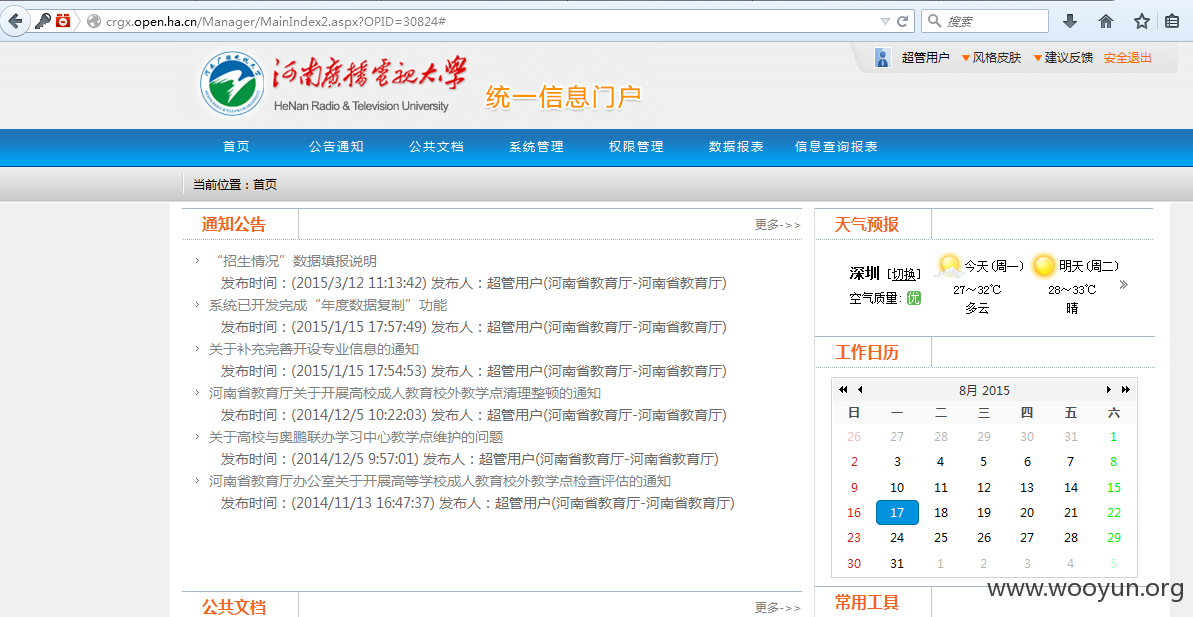 crgx.open.ha.cn/Manager/MainIndex2.aspx?OPID=30824#
搜索
河南广播电视大学
HeNan Radio & Television University
统一信息门户
超管用户 风格皮肤 建议反馈 安全退出
首页 公告通知 公共文档 系统管理 权限管理 数据报表 信息查询报表
当前位置：首页
通知公告
更多->>
“招生情况”数据填报说明
发布时间：(2015/3/12 11:13:42) 发布人：超管用户(河南省教育厅-河南省教育厅)
系统已开发完成“年度数据复制”功能
发布时间：(2015/1/15 17:57:49) 发布人：超管用户(河南省教育厅-河南省教育厅)
关于补充完善开设专业信息的通知
发布时间：(2015/1/15 17:54:53) 发布人：超管用户(河南省教育厅-河南省教育厅)
河南省教育厅关于开展高校成人教育校外教学点清理整顿的通知
发布时间：(2014/12/5 10:22:03) 发布人：超管用户(河南省教育厅-河南省教育厅)
关于高校与奥鹏联办学习中心教学点维护的问题
发布时间：(2014/12/5 9:57:01) 发布人：超管用户(河南省教育厅-河南省教育厅)
河南省教育厅办公室关于开展高等学校成人教育校外教学点检查评估的通知
发布时间：(2014/11/13 16:47:37) 发布人：超管用户(河南省教育厅-河南省教育厅)
公共文档
更多->>
天气预报
深圳 [切换]
空气质量: 优
今天(周一)
27～32℃
多云
明天(周二)
28～33℃
晴
工作日历
8月 2015
日 一 二 三 四 五 六
26 27 28 29 30 31 1
2 3 4 5 6 7 8
9 10 11 12 13 14 15
16 17 18 19 20 21 22
23 24 25 26 27 28 29
30 31 1 2 3 4 5
常用工具
www.wooyun.org